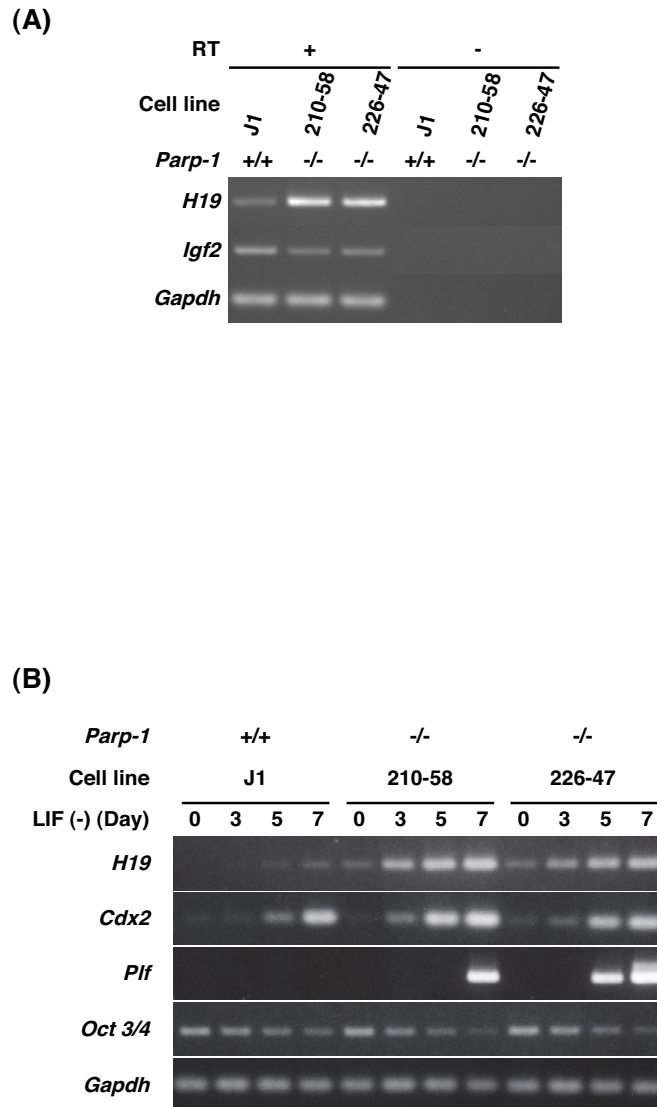 (A)
RT + -
Cell line J1 210-58 226-47 J1 210-58 226-47
Parp-1 +/+ -/- -/- +/+ -/- -/-
H19
Igf2
Gapdh
(B)
Parp-1 +/+ -/- -/-
Cell line J1 210-58 226-47
LIF (-) (Day) 0 3 5 7 0 3 5 7 0 3 5 7
H19
Cdx2
Plf
Oct 3/4
Gapdh